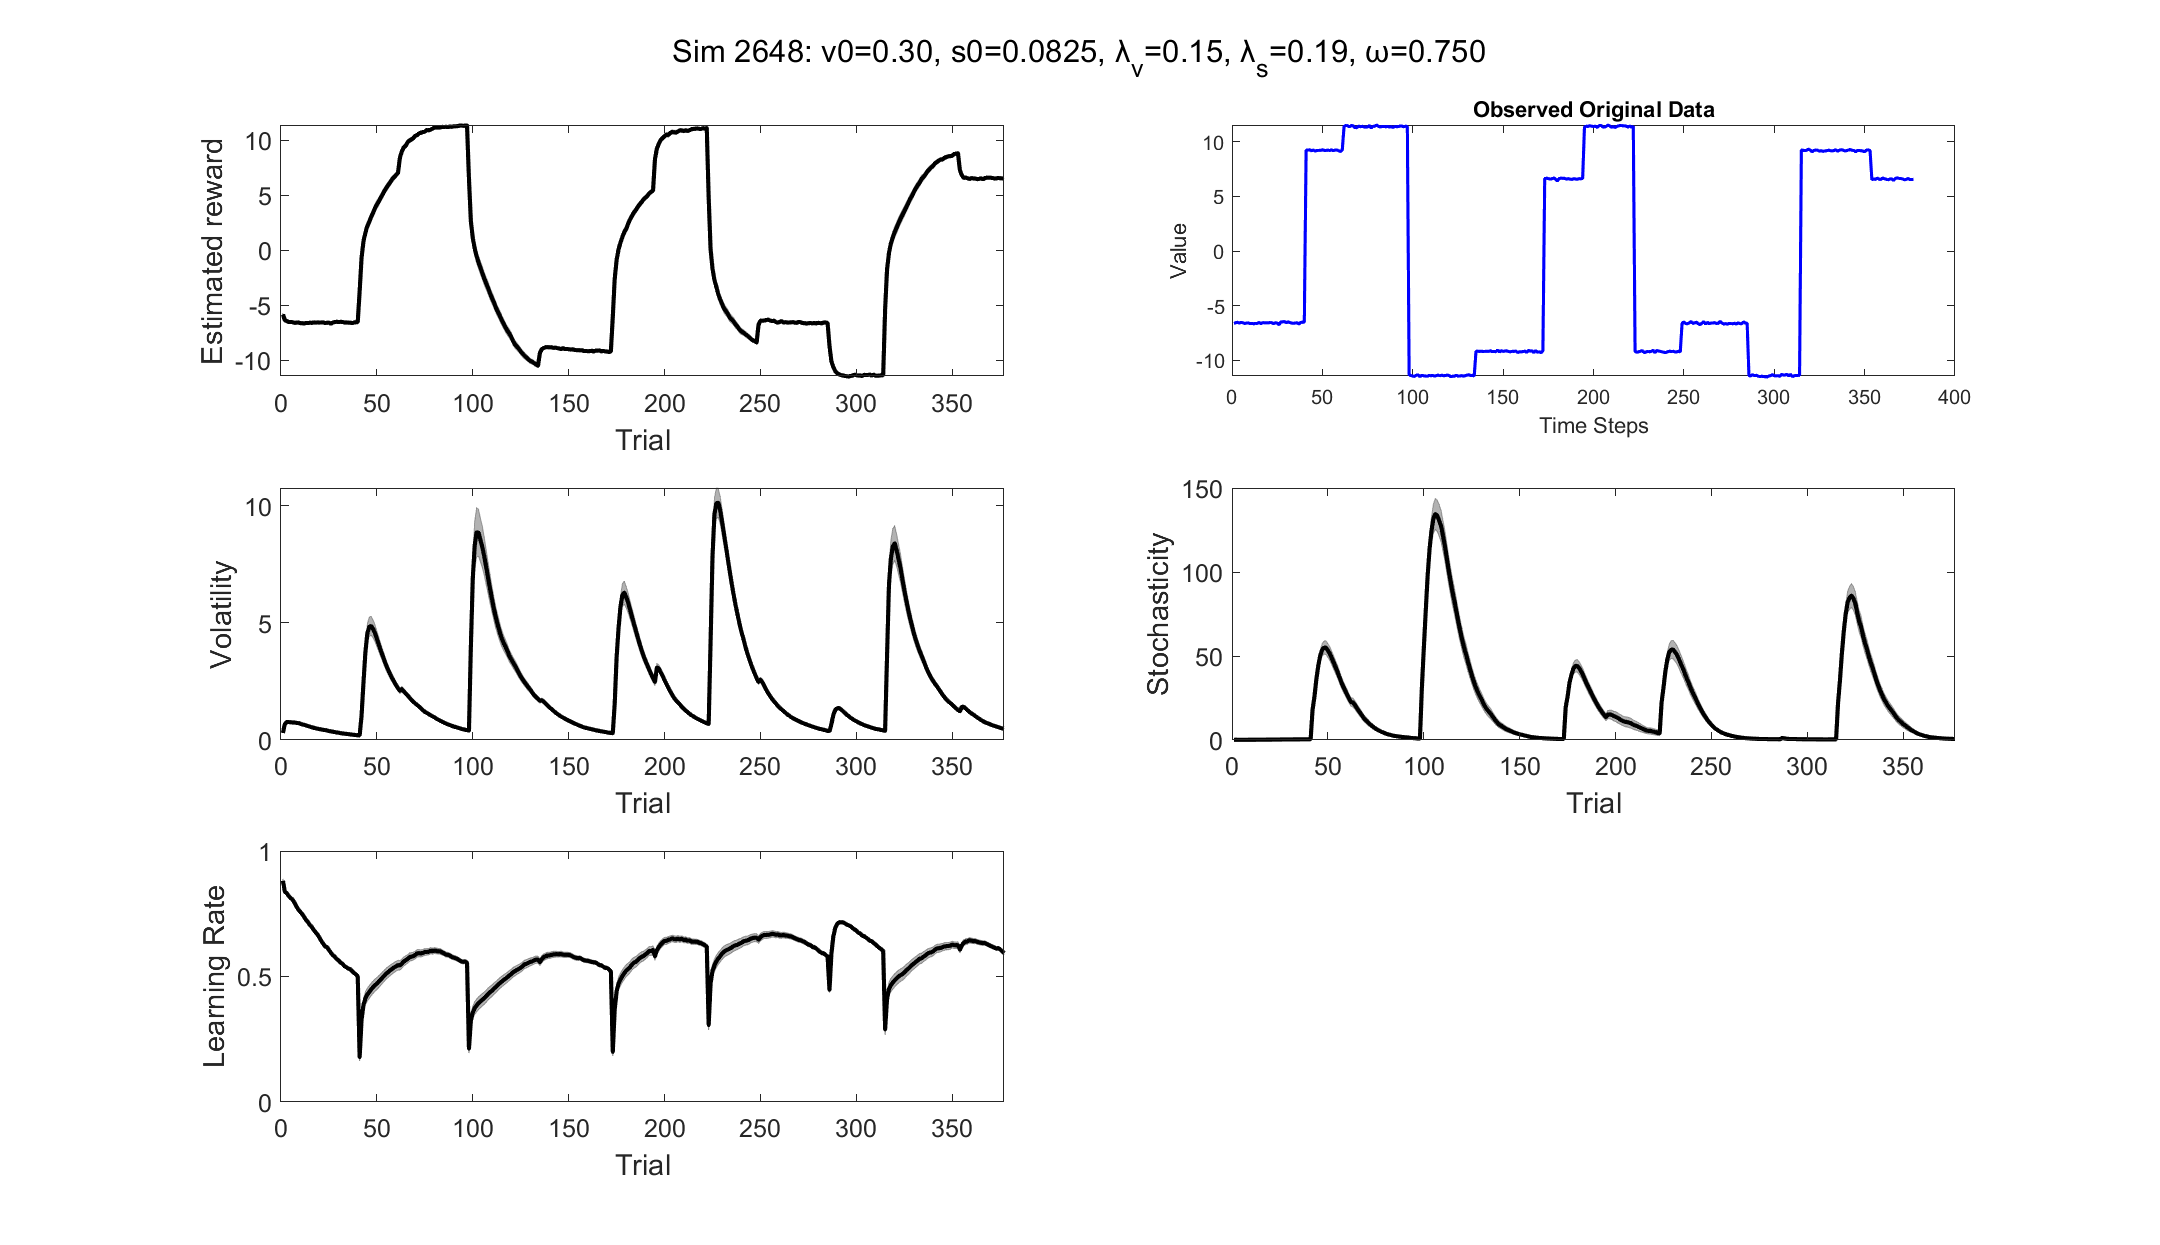 Sim 2648: v0=0.30, s0=0.0825, λ_v=0.15, λ_s=0.19, ω=0.750
Estimated reward
10
5
0
-5
-10
0 50 100 150 200 250 300 350
Trial
Observed Original Data
Value
10
5
0
-5
-10
0 50 100 150 200 250 300 350 400
Time Steps
Volatility
10
5
0
0 50 100 150 200 250 300 350
Trial
Stochasticity
150
100
50
0
0 50 100 150 200 250 300 350
Trial
Learning Rate
1
0.5
0
0 50 100 150 200 250 300 350
Trial